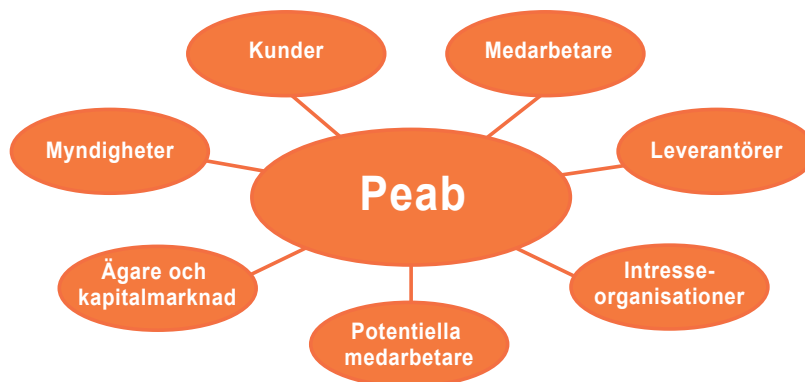 Kunder
Medarbetare
Myndigheter
Leverantörer
Peab
Ägare och
kapitalmarknad
Intresse-
organisationer
Potentiella
medarbetare